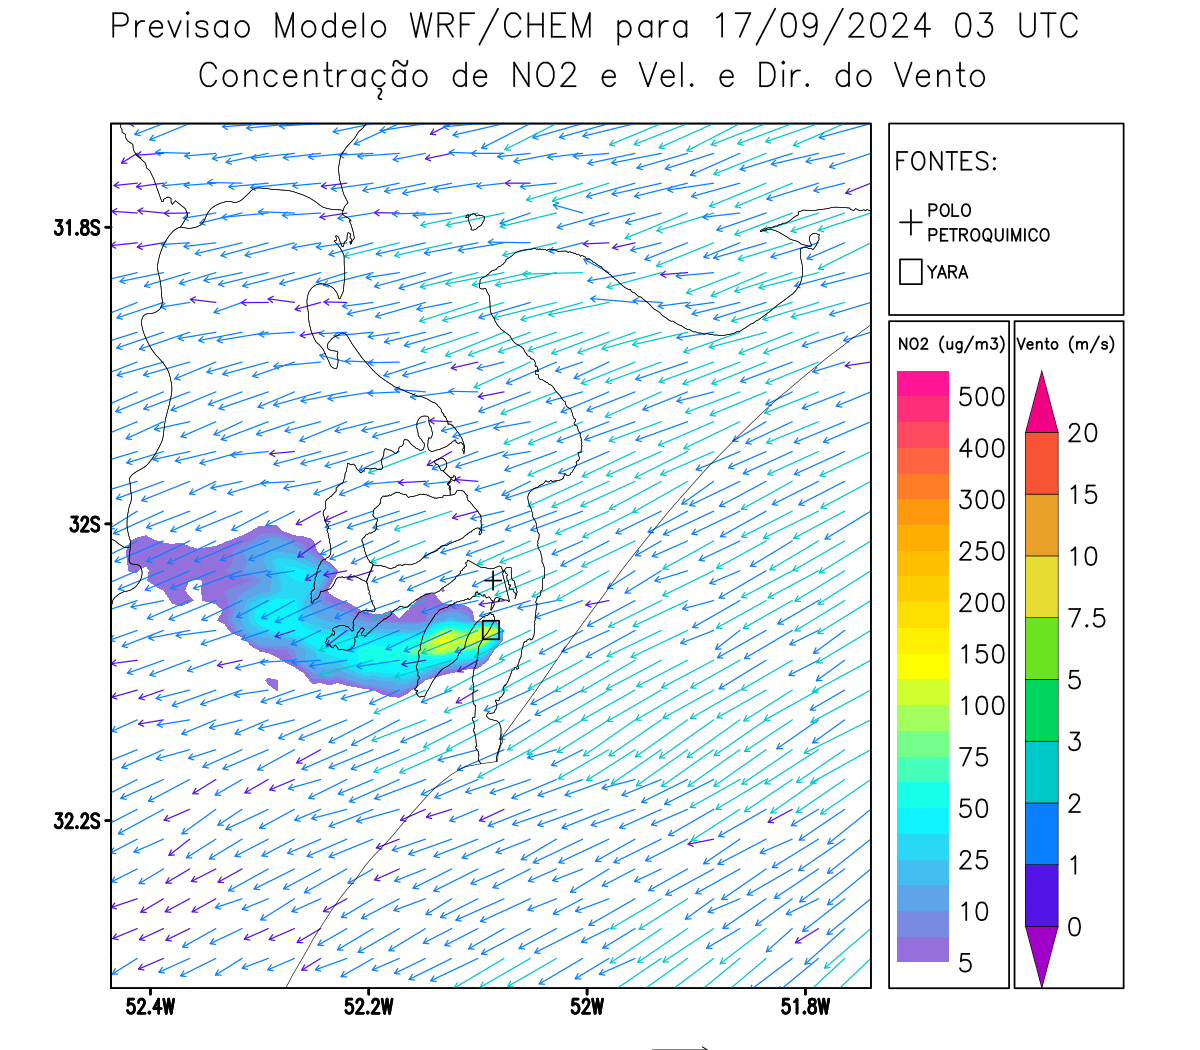 Previsao Modelo WRF/CHEM para 17/09/2024 03 UTC
Concentração de NO2 e Vel. e Dir. do Vento
FONTES:
POLO
PETROQUIMICO
YARA
NO2 (ug/m3)
500
400
300
250
200
150
100
75
50
25
10
5
Vento (m/s)
20
15
10
7.5
5
3
2
1
0
31.8S
32S
32.2S
52.4W
52.2W
52W
51.8W